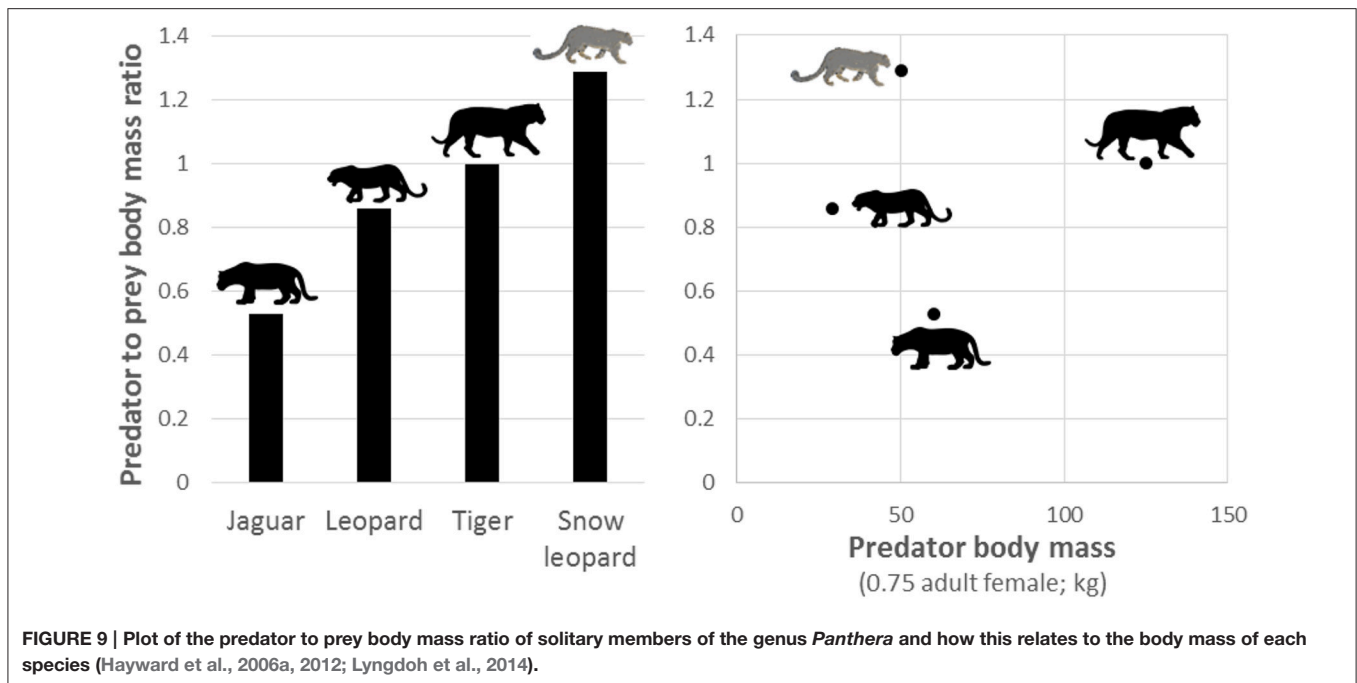 Predator to prey body mass ratio
1.4
1.2
1
0.8
0.6
0.4
0.2
0
Jaguar Leopard Tiger Snow
leopard
1.4
1.2
1
0.8
0.6
0.4
0.2
0
0 50 100 150
Predator body mass
(0.75 adult female; kg)
FIGURE 9 | Plot of the predator to prey body mass ratio of solitary members of the genus Panthera and how this relates to the body mass of each
species (Hayward et al., 2006a, 2012; Lyngdoh et al., 2014).